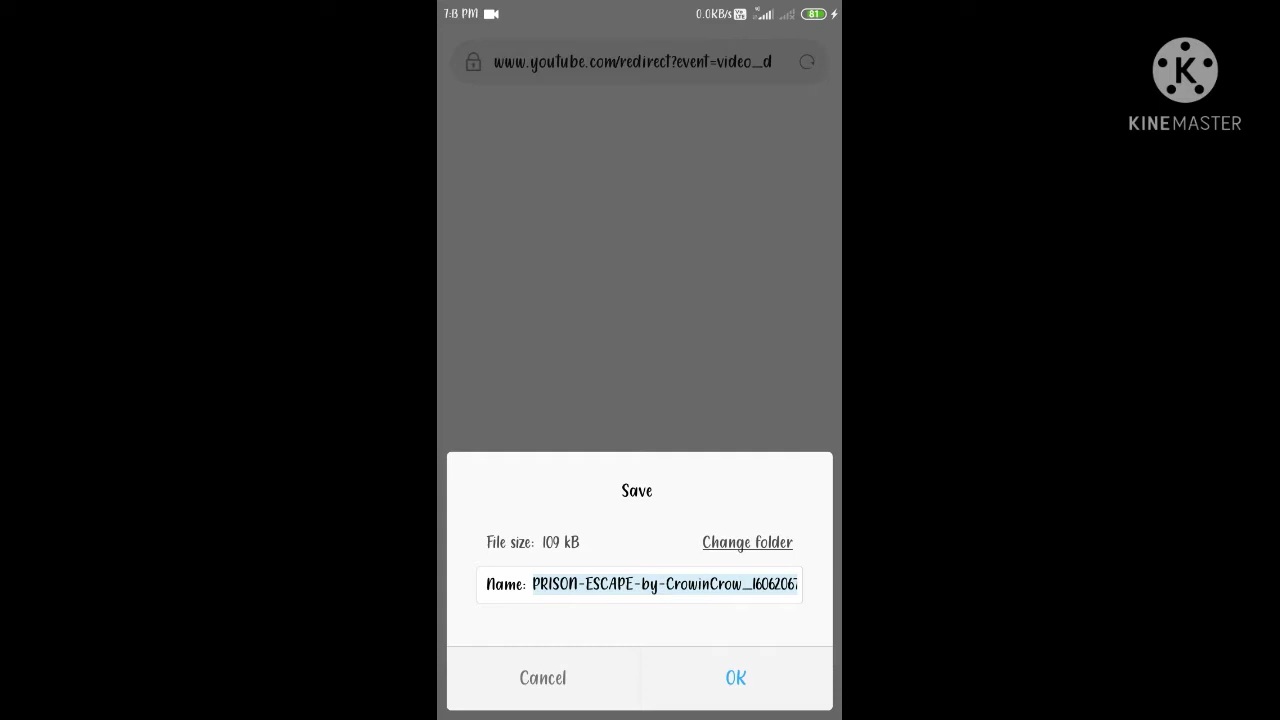 7:13 PM 0.0KB/s 81
www.youtube.com/redirect?event=video_d
KINEMASTER
Save
File size: 109 kB Change folder
Name: PRISON-ESCAPE-by-CrowinCrow_1606206
Cancel OK